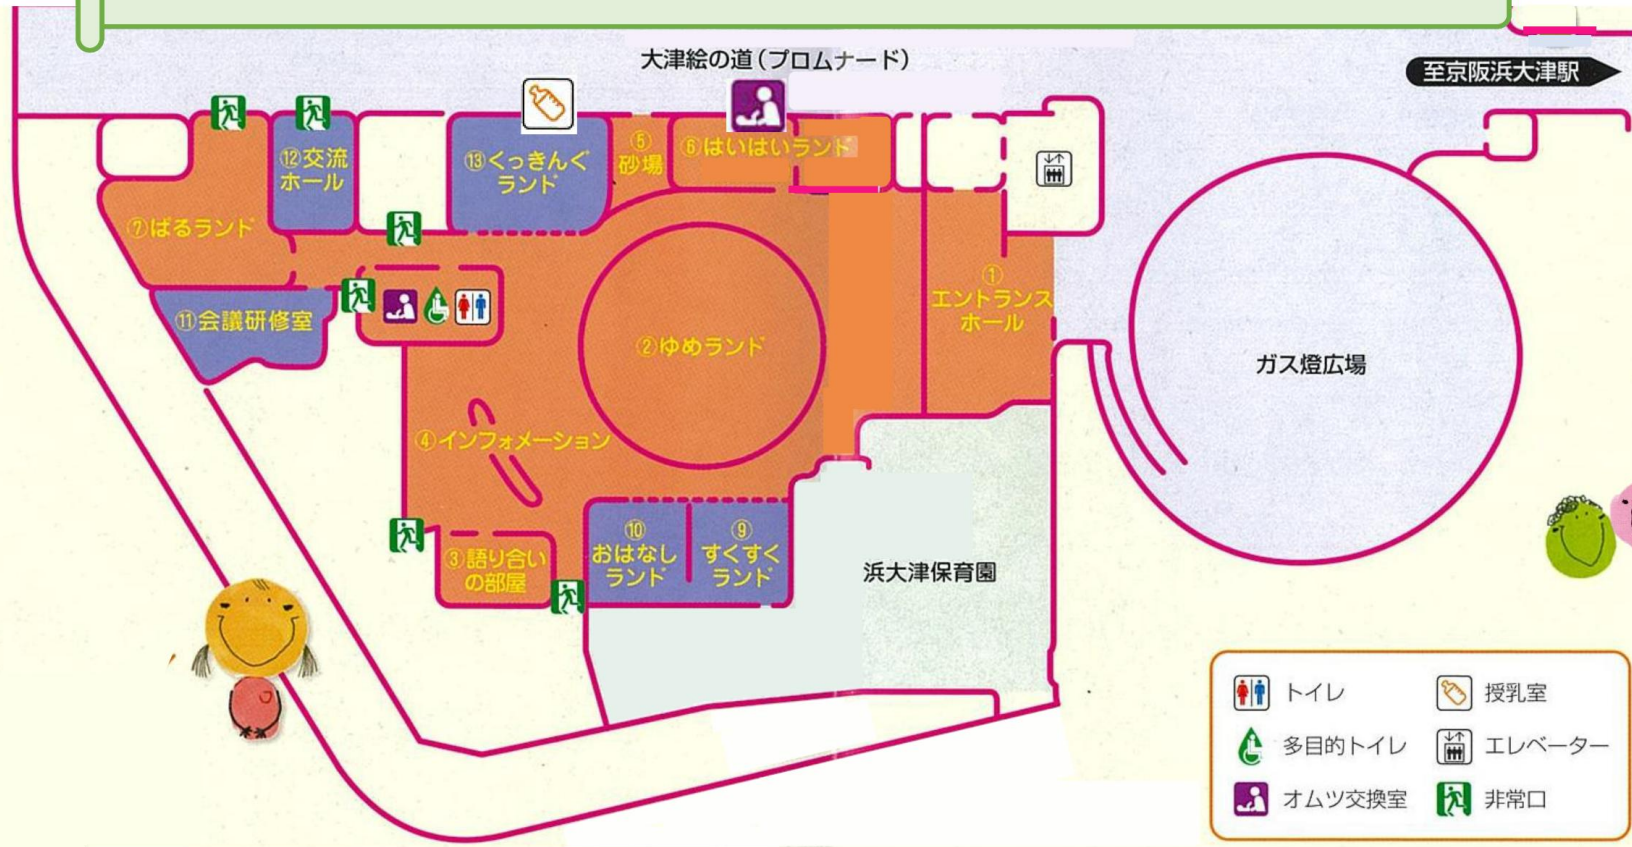 大津絵の道(プロムナード)
至京阪浜大津駅
⑫交流
ホール
⑬くっきんぐ
ランド
⑤
砂場
⑥はいはいランド
⑦ぱるランド
①
エントランス
ホール
⑪会議研修室
②ゆめランド
ガス燈広場
④インフォメーション
③語り合い
の部屋
⑩
おはなし
ランド
⑨
すくすく
ランド
浜大津保育園
トイレ
授乳室
多目的トイレ
エレベーター
オムツ交換室
非常口